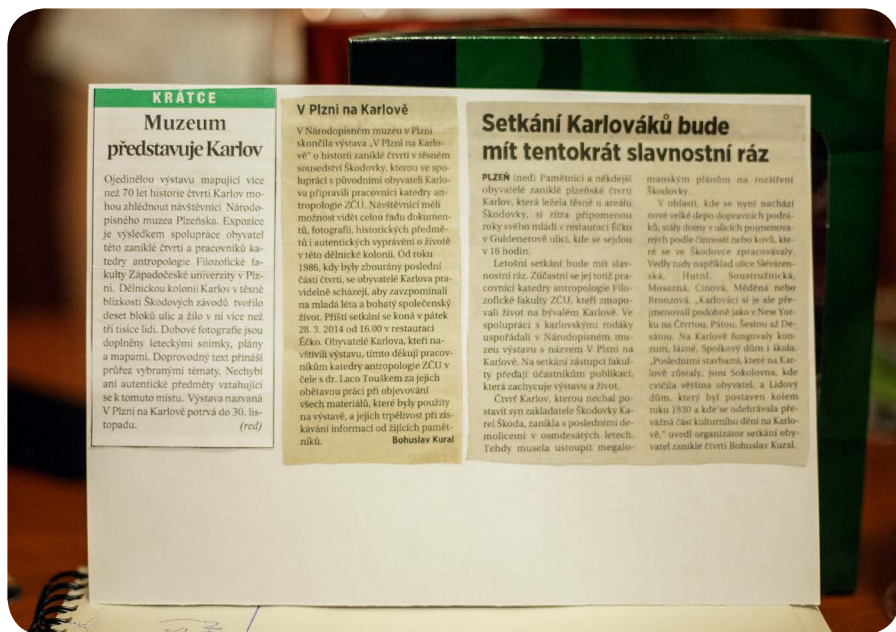 KRÁTCE
Muzeum
představuje Karlov
Ojedinělou výstavu mapující více
než 70 let historie čtvrti Karlov mo-
hou zhlédnout návštěvníci Národo-
pisného muzea Plzeňska. Expozice
je výsledkem spolupráce obyvatel
této zaniklé čtvrti a pracovníků ka-
tedry antropologie Filozofické fa-
kulty Západočeské univerzity v Plz-
ni. Dělnickou kolonii Karlov v těsné
blízkosti Škodových závodů tvořilo
deset bloků ulic a žilo v ní více než
tři tisíce lidí. Dobové fotografie jsou
doplněny leteckými snímky, plány
a mapami. Doprovodný text přináší
průřez vybranými tématy. Nechybí
ani autentické předměty vztahující
se k tomuto místu. Výstava nazvaná
V Plzni na Karlově potrvá do 30. lis-
topadu. (red)
V Plzni na Karlově
V Národopisném muzeu v Plzni
skončila výstava „V Plzni na Karlo-
vě" o historii zaniklé čtvrti v těsném
sousedství Škodovky, kterou ve spo-
lupráci s původními obyvateli Karlo-
va připravili pracovníci katedry an-
tropologie ZČU. Návštěvníci měli
možnost vidět celou řadu dokumen-
tů, fotografií, historických předmě-
tů i autentických vyprávění o životě
v této dělnické kolonii. Od roku
1986, kdy byly zbourány poslední
části čtvrti, se obyvatelé Karlova pra-
videlně scházejí, aby zavzpomínali
na mladá léta a bohatý společenský
život. Příští setkání se koná v pátek
28. 3. 2014 od 16.00 v restauraci
Éčko. Obyvatelé Karlova, kteří na-
vštívili výstavu, tímto děkují pracov-
níkům katedry antropologie ZČU v
čele s dr. Laco Touškem za jejich
obětavou práci při objevování
všech materiálů, které byly použity
na výstavě, a jejich trpělivost při zís-
kávání informací od žijících pamět-
níků. Bohuslav Kural
Setkání Karlováků bude
mít tentokrát slavnostní ráz
PLZEŇ (ned) Pamětníci a někdejší
obyvatelé zaniklé plzeňské čtvrti
Karlov, která ležela těsně u areálu
Škodovky, si zítra připomenou
roky svého mládí v restauraci Éčko
v Guldenerově ulici, kde se sejdou
v 16 hodin.
Letošní setkání bude mít slav-
nostní ráz. Zúčastní se jej totiž pra-
covníci katedry antropologie Filo-
zofické fakulty ZČU, kteří zmapo-
vali život na bývalém Karlově. Ve
spolupráci s karlovskými rodáky
uspořádali v Národopisném mu-
zeu výstavu s názvem V Plzni na
Karlově. Na setkání zástupci fakul-
ty předají účastníkům publikaci,
která zachycuje výstavu a život.
Čtvrť Karlov, kterou nechal po-
stavit syn zakladatele Škodovky Ka-
rel Škoda, zanikla s posledními de-
molicemi v osmdesátých letech.
Tehdy musela ustoupit megalo-
manským plánům na rozšíření
Škodovky.
V oblasti, kde se nyní nachází
nové velké depo dopravních podni-
ků, stály domy v ulicích pojmenova-
ných podle činností nebo kovů, kte-
ré se ve Škodovce zpracovávaly.
Vedly tudy například ulice Slévárен-
ská, Hutní, Soustružnická,
Mosazná, Cínová, Měděná nebo
Bronzová. „Karlováci si je ale pře-
jmenovali podobně jako v New Yor-
ku na Čtvrtou, Pátou, Šestou až De-
sátou. Na Karlově fungovaly kon-
zum, lázně, Spolkový dům i škola.
„Posledními stavbami, které na Kar-
lově zůstaly, jsou Sokolovna, kde
cvičila většina obyvatel, a Lidový
dům, který byl postaven kolem
roku 1930 a kde se odehrávala pře-
vážná část kulturního dění na Karlo-
vě," uvedl organizátor setkání oby-
vatel zaniklé čtvrti Bohuslav Kural.